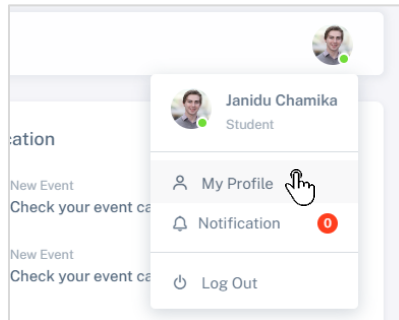 Janidu Chamika
Student
cation
New Event
My Profile
Check your event ca
Notification
0
New Event
Check your event ca
Log Out